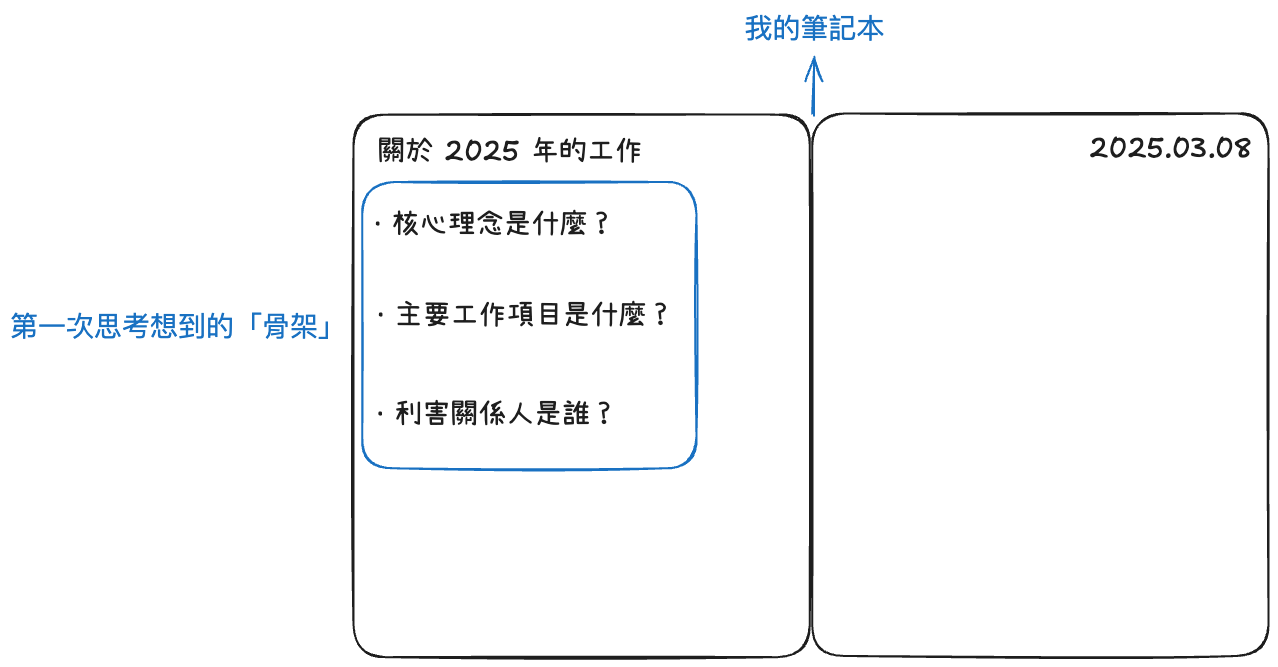 我的筆記本
關於 2025 年的工作
2025.03.08
· 核心理念是什麼？
· 主要工作項目是什麼？
第一次思考想到的「骨架」
· 利害關係人是誰？